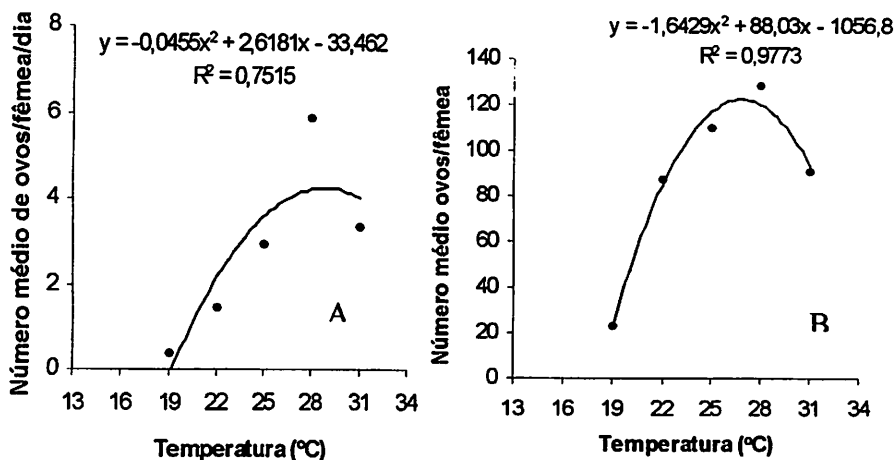 y = -0,0455x² + 2,6181x - 33,462
R² = 0,7515
Número médio de ovos/fêmea/dia
8
6
4
2
0
A
13 16 19 22 25 28 31 34
Temperatura (ºC)
y = -1,6429x² + 88,03x - 1056,8
R² = 0,9773
Número médio ovos/fêmea
140
120
100
80
60
40
20
0
B
13 16 19 22 25 28 31 34
Temperatura (ºC)